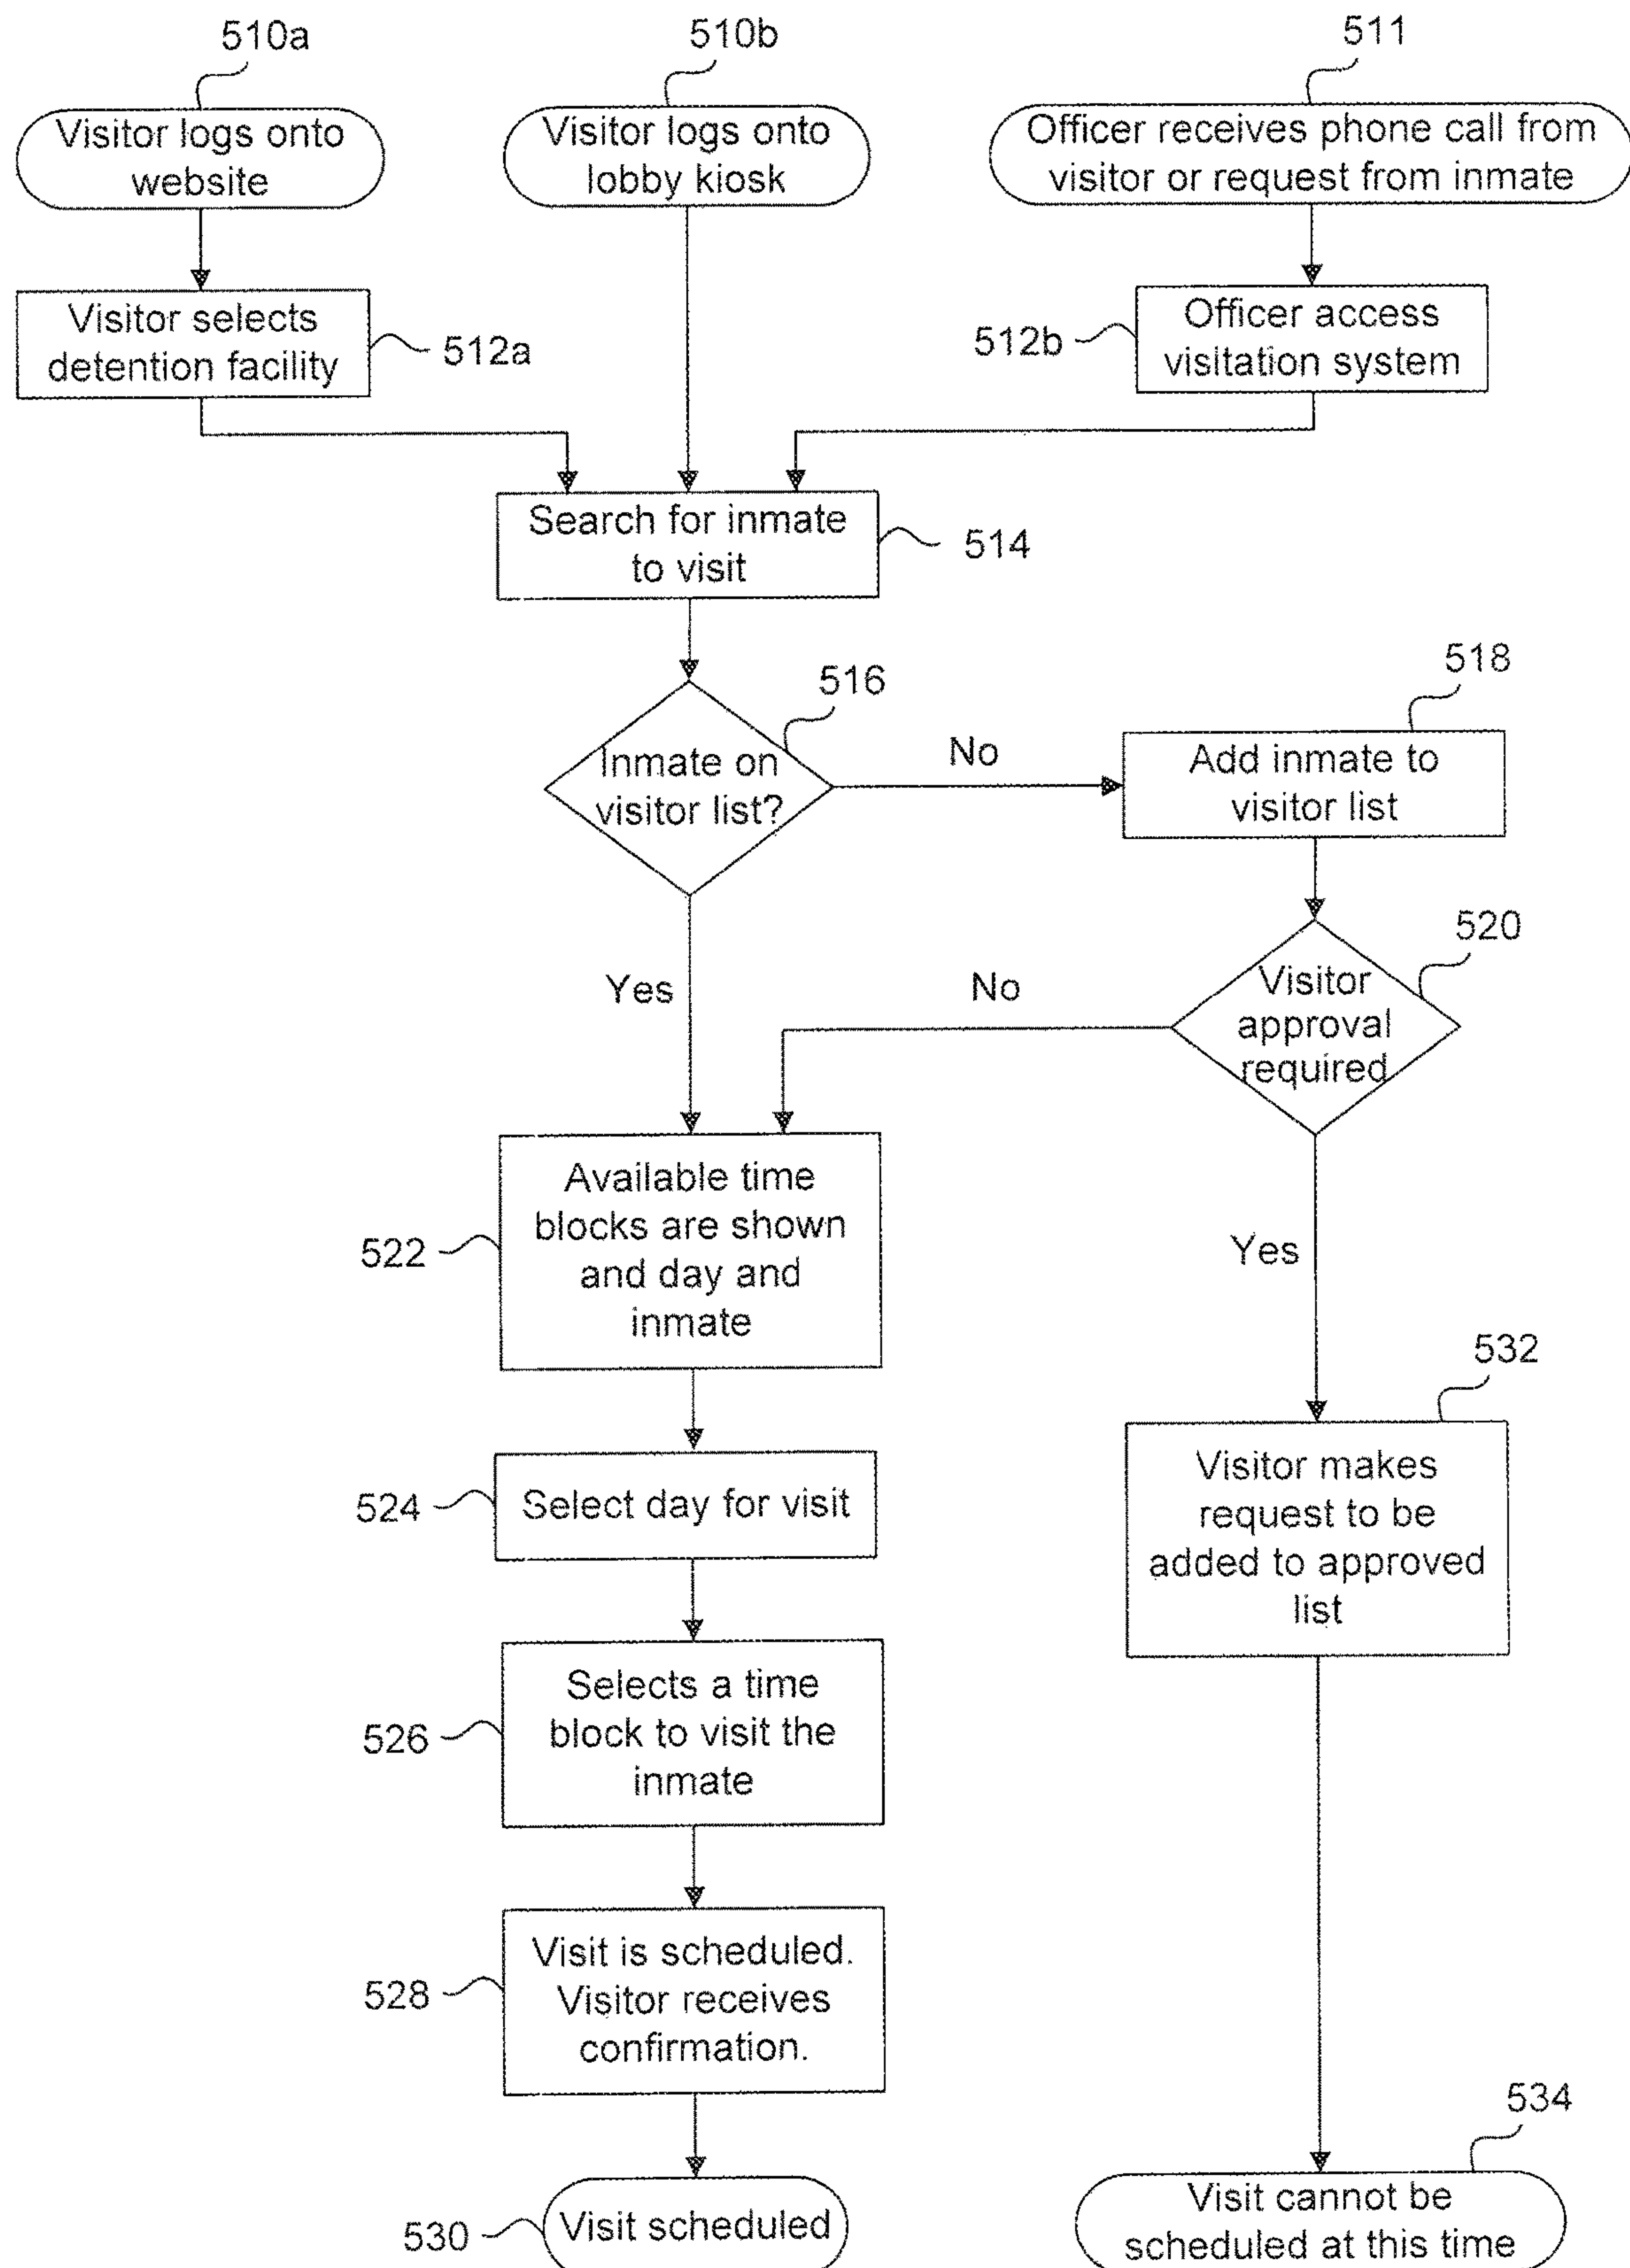 510a
510b
511
Visitor logs onto
website
Visitor logs onto
lobby kiosk
Officer receives phone call from
visitor or request from inmate
Visitor selects
detention facility
512a
512b
Officer access
visitation system
Search for inmate
to visit
514
516
518
Inmate on
visitor list?
No
Add inmate to
visitor list
520
Yes
No
Visitor
approval
required
522
Available time
blocks are shown
and day and
inmate
Yes
532
524
Select day for visit
Visitor makes
request to be
added to approved
list
526
Selects a time
block to visit the
inmate
528
Visit is scheduled.
Visitor receives
confirmation.
534
530
Visit scheduled
Visit cannot be
scheduled at this time